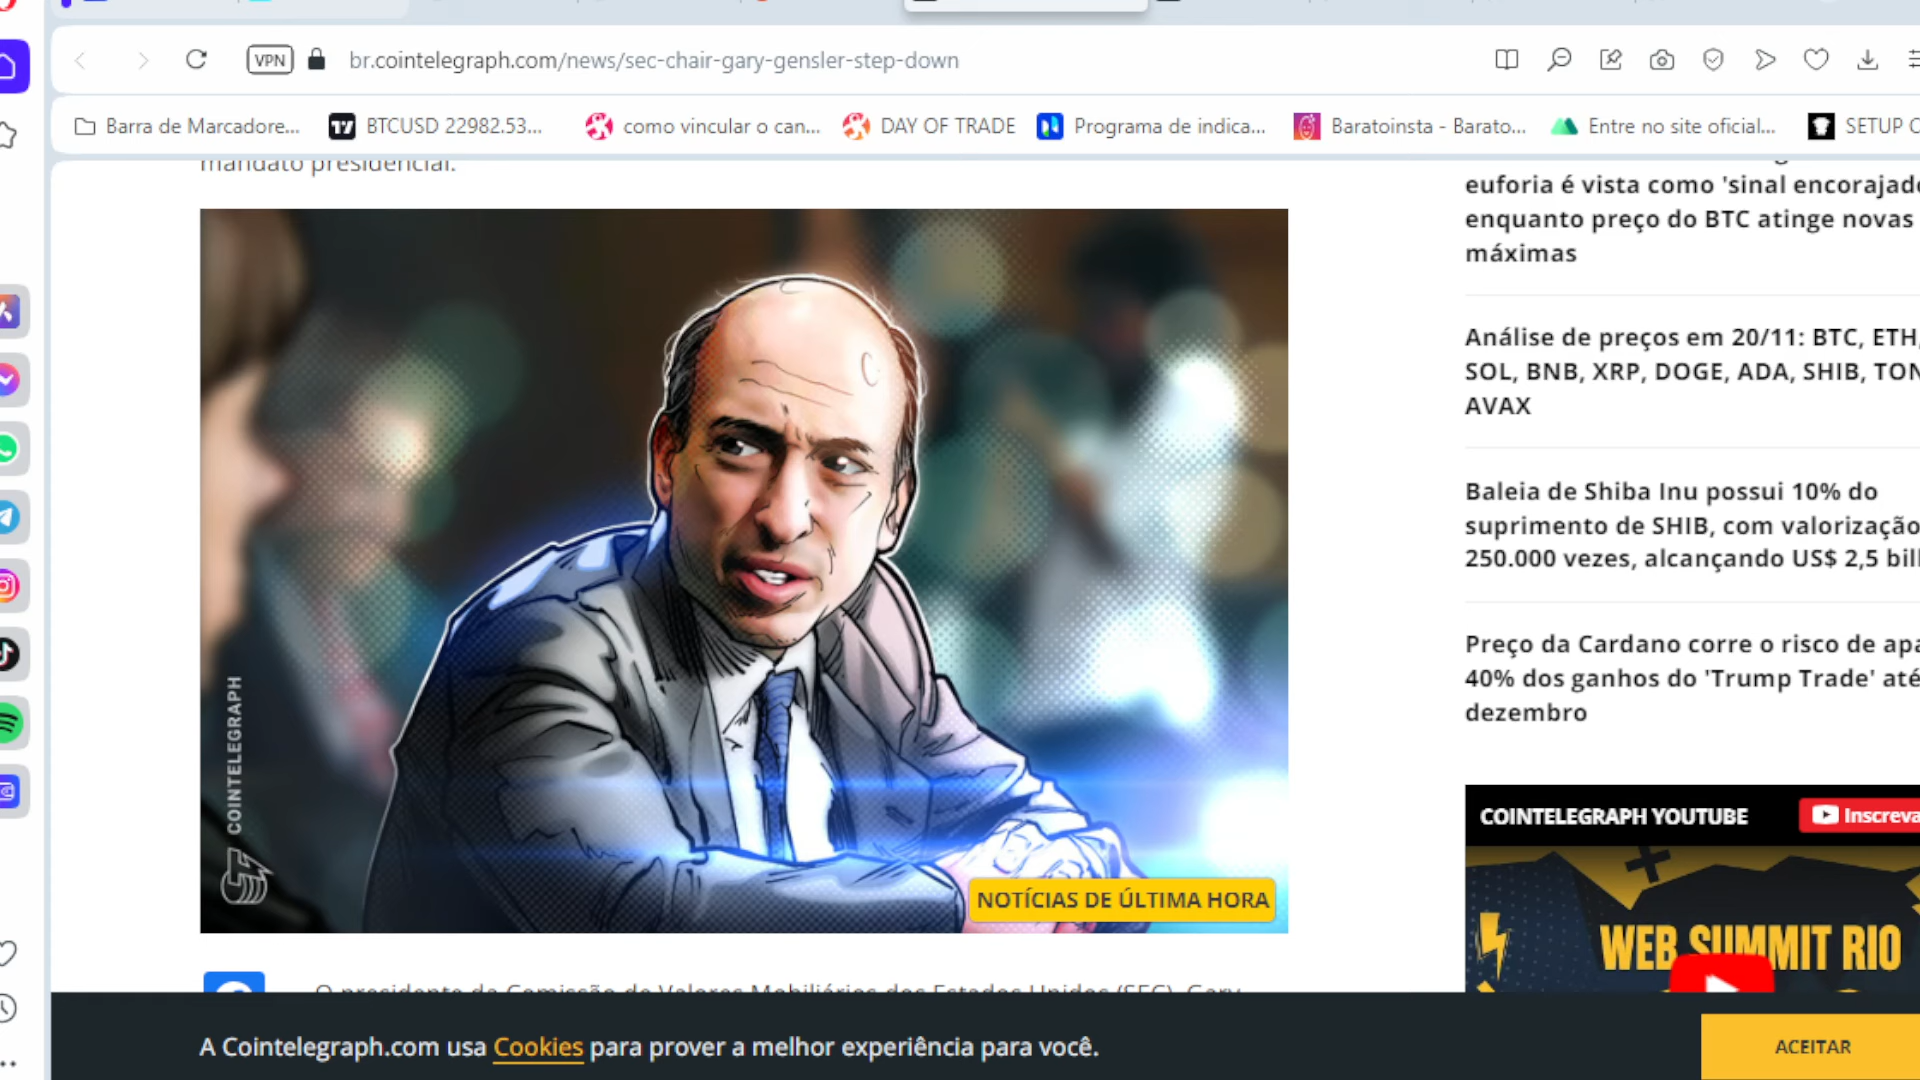 VPN
br.cointelegraph.com/news/sec-chair-gary-gensler-step-down
Barra de Marcadore...
BTCUSD 22982.53...
como vincular o can...
DAY OF TRADE
Programa de indica...
Baratoinsta - Barato...
Entre no site oficial...
SETUP
mandato presidencial.
COINTELEGRAPH
NOTÍCIAS DE ÚLTIMA HORA
O presidente da Comissão de Valores Mobiliários dos Estados Unidos (SEC), Gary
euforia é vista como 'sinal encorajad
enquanto preço do BTC atinge novas
máximas
Análise de preços em 20/11: BTC, ETH,
SOL, BNB, XRP, DOGE, ADA, SHIB, TON
AVAX
Baleia de Shiba Inu possui 10% do
suprimento de SHIB, com valorização
250.000 vezes, alcançando US$ 2,5 bil
Preço da Cardano corre o risco de apa
40% dos ganhos do 'Trump Trade' até
dezembro
COINTELEGRAPH YOUTUBE
Inscreva
WEB SUMMIT RIO
A Cointelegraph.com usa Cookies para prover a melhor experiência para você.
ACEITAR